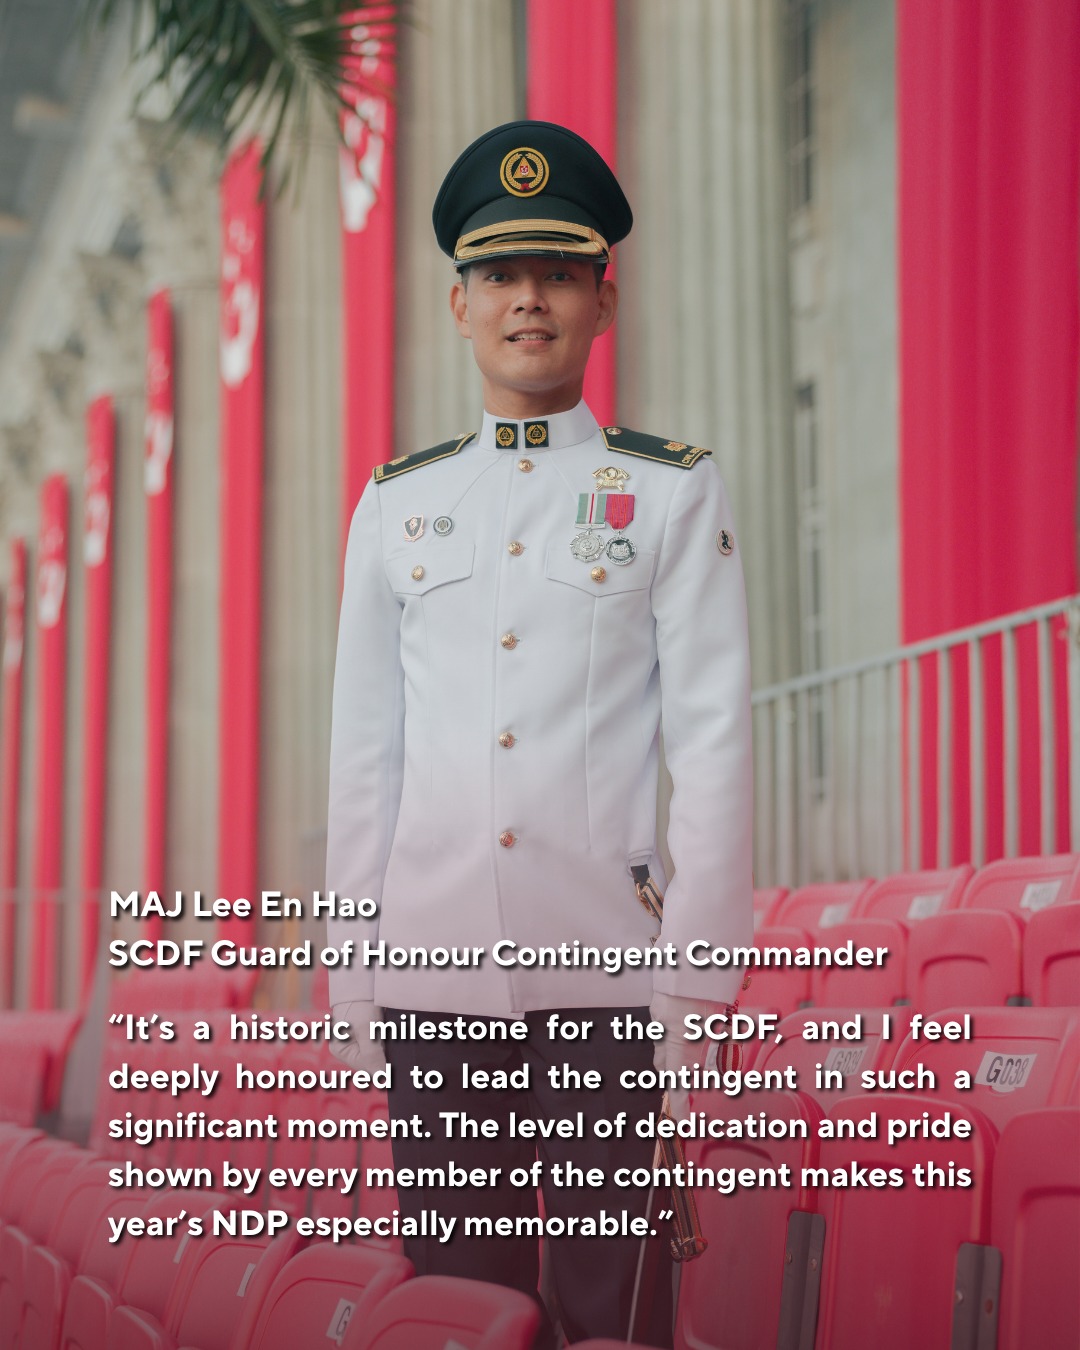 MAJ Lee En Hao
SCDF Guard of Honour Contingent Commander
“It’s a historic milestone for the SCDF, and I feel
deeply honoured to lead the contingent in such a
significant moment. The level of dedication and pride
shown by every member of the contingent makes this
year’s NDP especially memorable.”
G039
G038
G